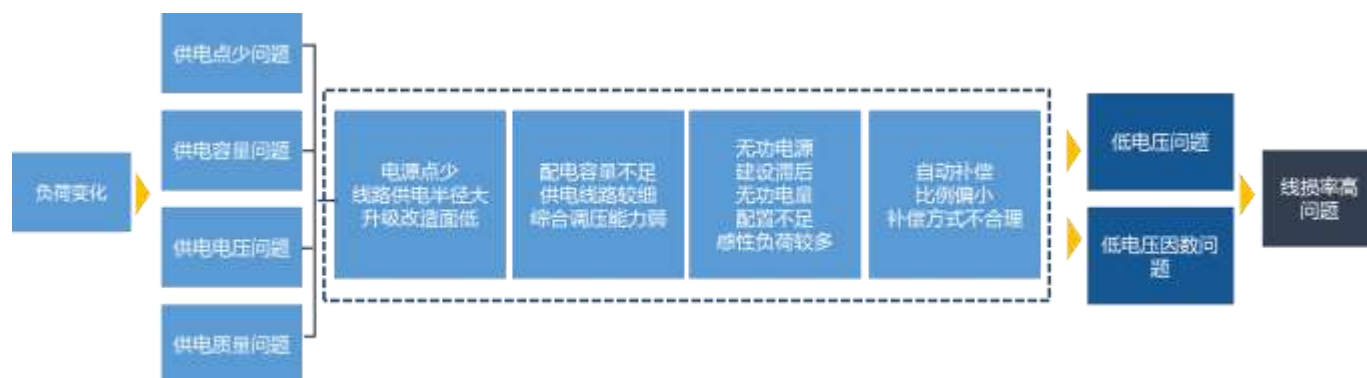 负荷变化
供电点少问题
供电容量问题
供电电压问题
供电质量问题
电源点少
线路供电半径大
升级改造面低
配电容量不足
供电线路较细
综合调压能力弱
无功电源
建设滞后
无功电量
配置不足
感性负荷较多
自动补偿
比例偏小
补偿方式不合理
低电压问题
低电压因数问
题
线损率高
问题